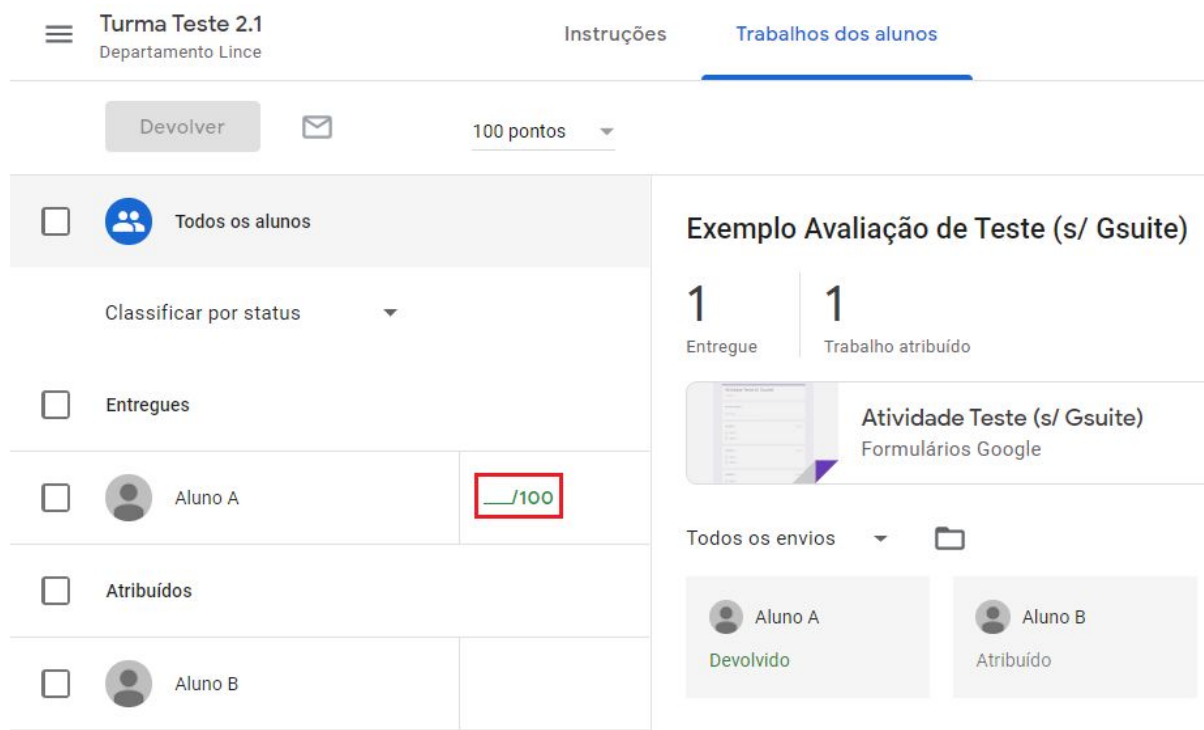 Turma Teste 2.1
Departamento Lince
Instruções
Trabalhos dos alunos
Devolver
100 pontos
Todos os alunos
Classificar por status
Entregues
Aluno A
___/100
Atribuídos
Aluno B
Exemplo Avaliação de Teste (s/ Gsuite)
1
Entregue
1
Trabalho atribuído
Atividade Teste (s/ Gsuite)
Formulários Google
Todos os envios
Aluno A
Devolvido
Aluno B
Atribuído